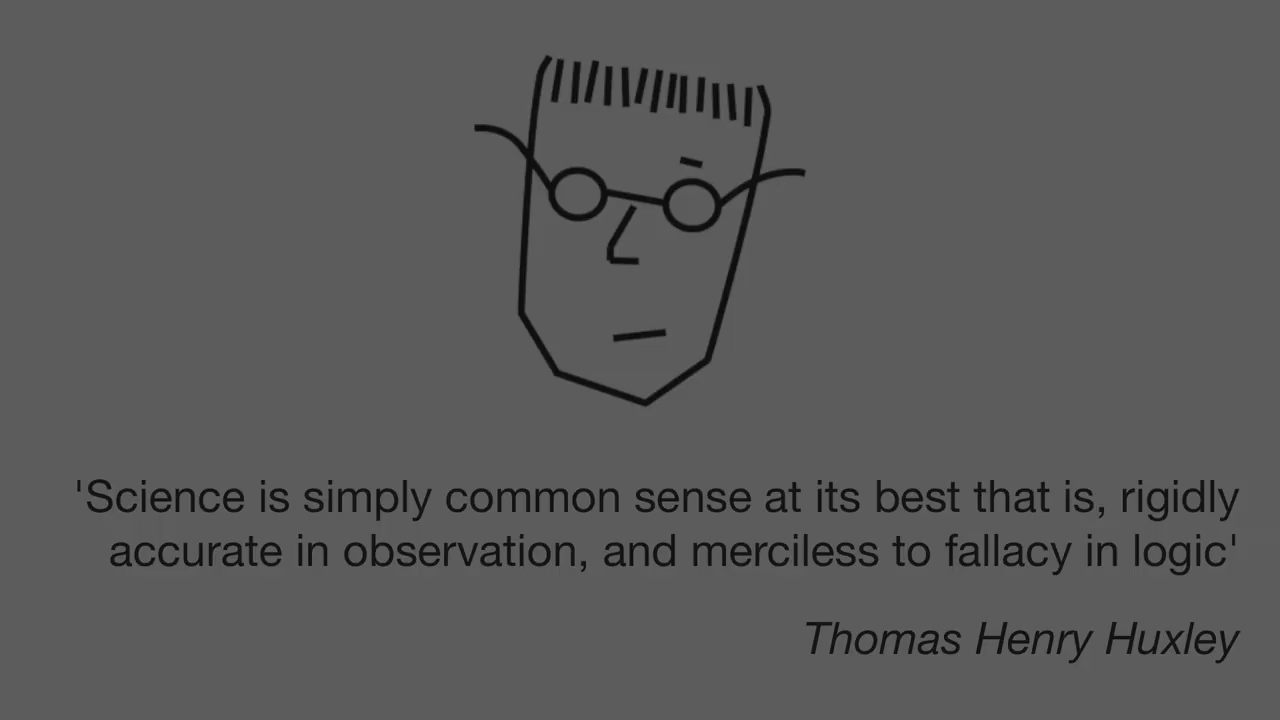 'Science is simply common sense at its best that is, rigidly
accurate in observation, and merciless to fallacy in logic'
Thomas Henry Huxley